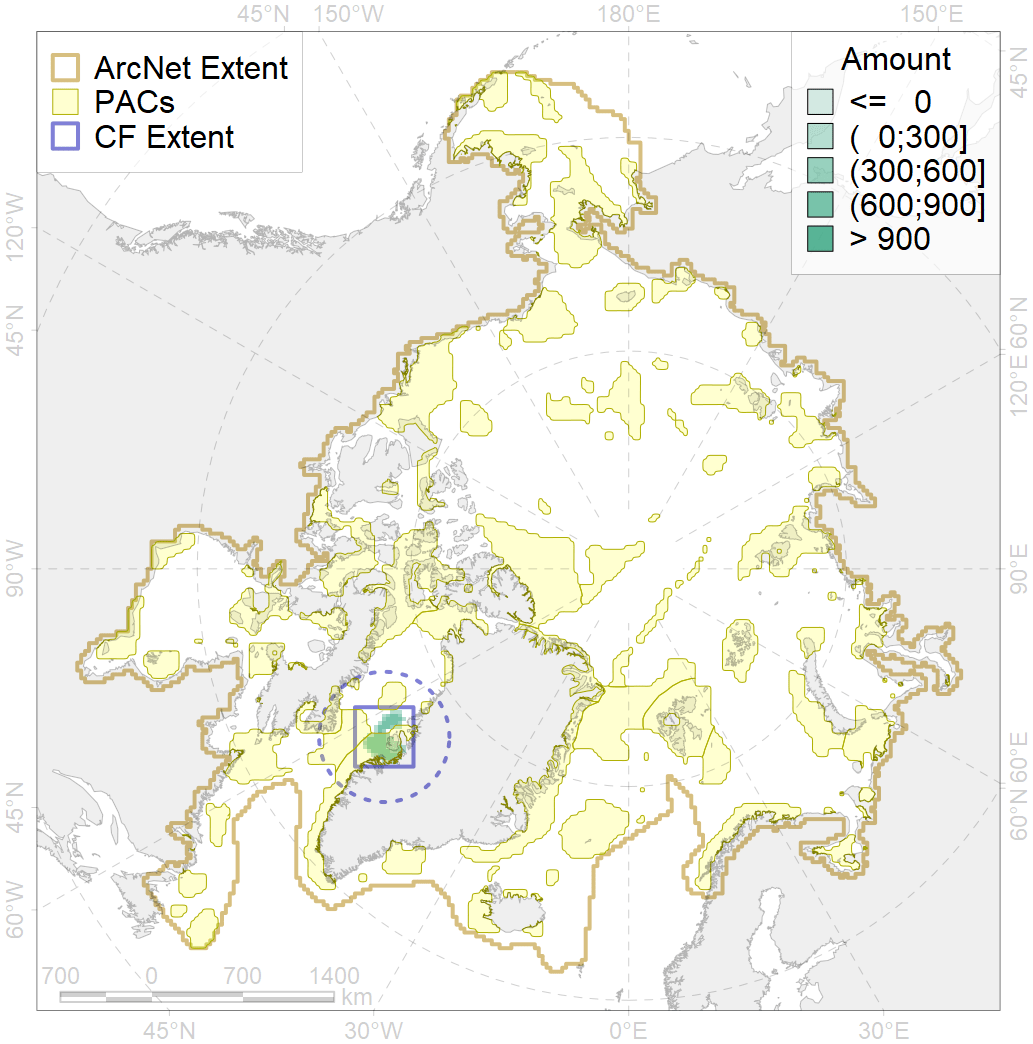 45°N 150°W 180°E 150°E
ArcNet Extent
PACs
CF Extent
Amount
<= 0
( 0;300]
(300;600]
(600;900]
> 900
45°N
120°W
45°N
60°N
120°E
90°W
90°E
45°N
60°E
60°N
60°W
700 0 700 1400
km
45°N 30°W 0°E 30°E